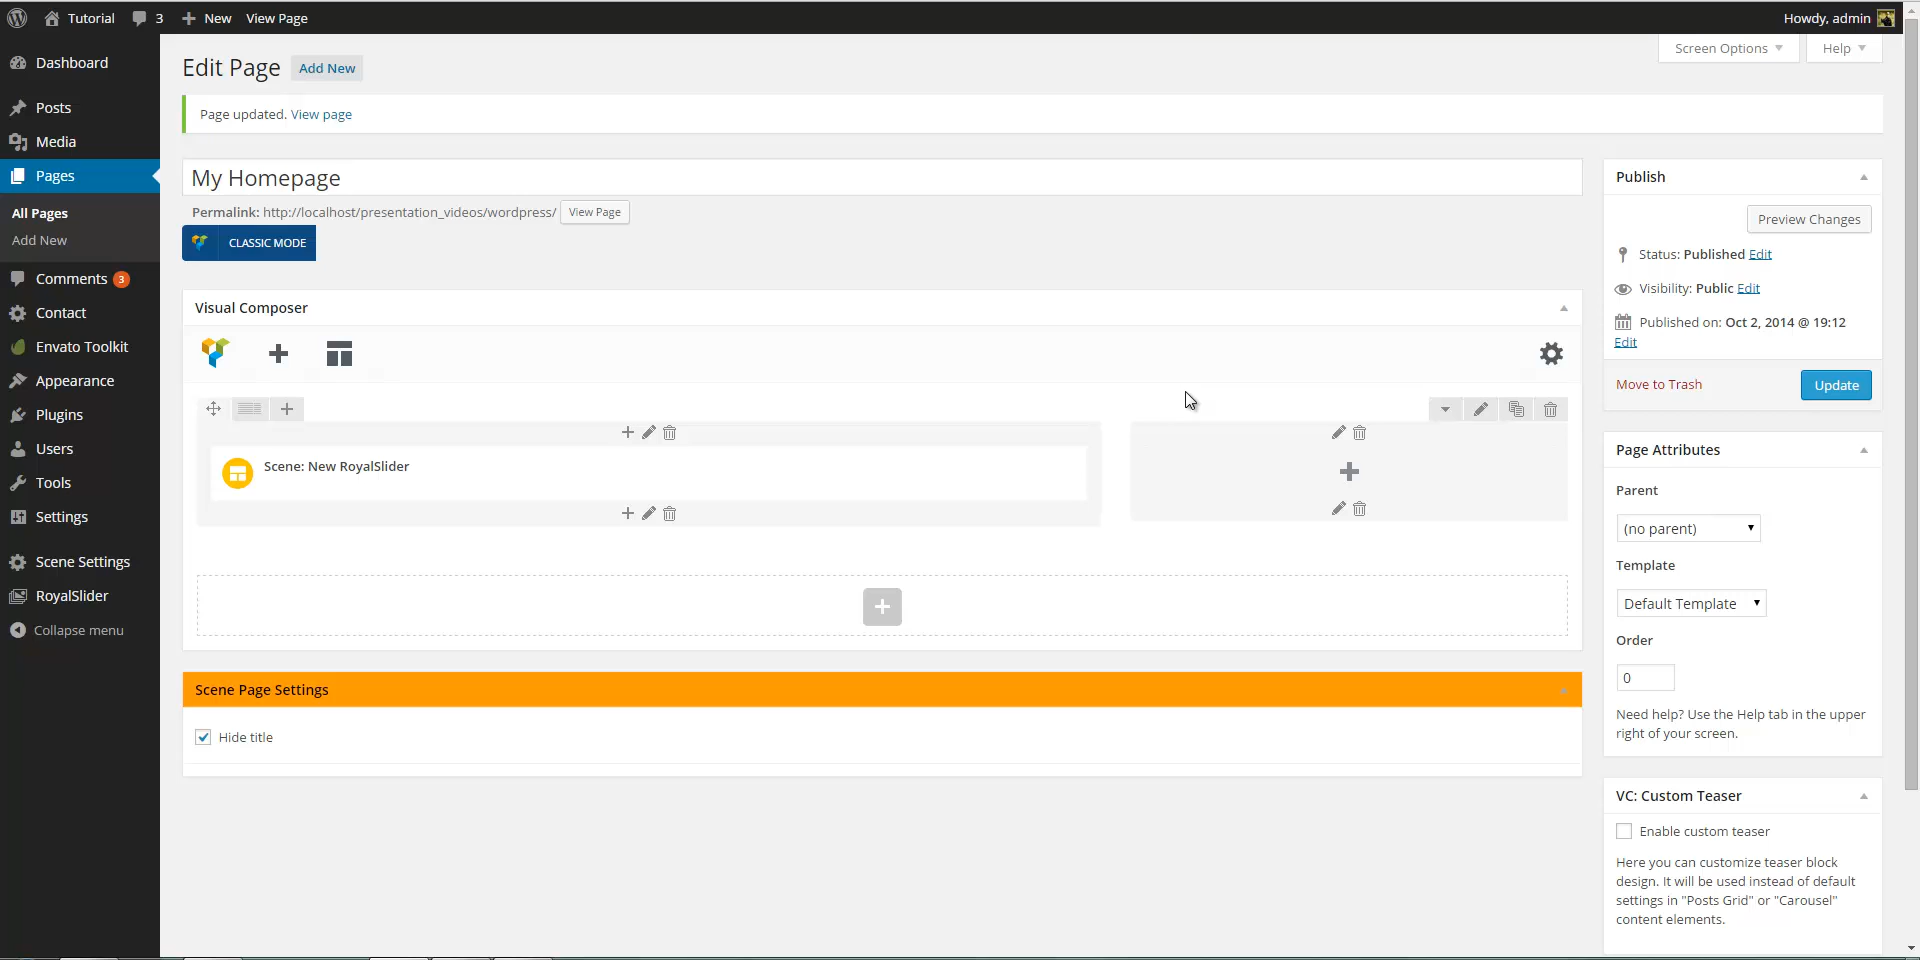 Tutorial 3 New View Page Howdy, admin
Screen Options Help
Dashboard
Posts
Media
Pages
All Pages
Add New
Comments 3
Contact
Envato Toolkit
Appearance
Plugins
Users
Tools
Settings
Scene Settings
RoyalSlider
Collapse menu
Edit Page Add New
Page updated. View page
My Homepage
Permalink: http://localhost/presentation_videos/wordpress/ View Page
CLASSIC MODE
Visual Composer
Scene: New RoyalSlider
Scene Page Settings
Hide title
Publish
Preview Changes
Status: Published Edit
Visibility: Public Edit
Published on: Oct 2, 2014 @ 19:12
Edit
Move to Trash Update
Page Attributes
Parent
(no parent)
Template
Default Template
Order
0
Need help? Use the Help tab in the upper
right of your screen.
VC: Custom Teaser
Enable custom teaser
Here you can customize teaser block
design. It will be used instead of default
settings in "Posts Grid" or "Carousel"
content elements.